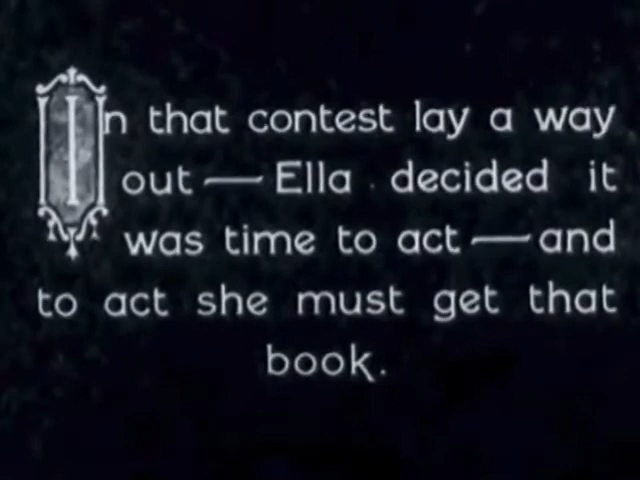 In that contest lay a way
out — Ella decided it
was time to act — and
to act she must get that
book.